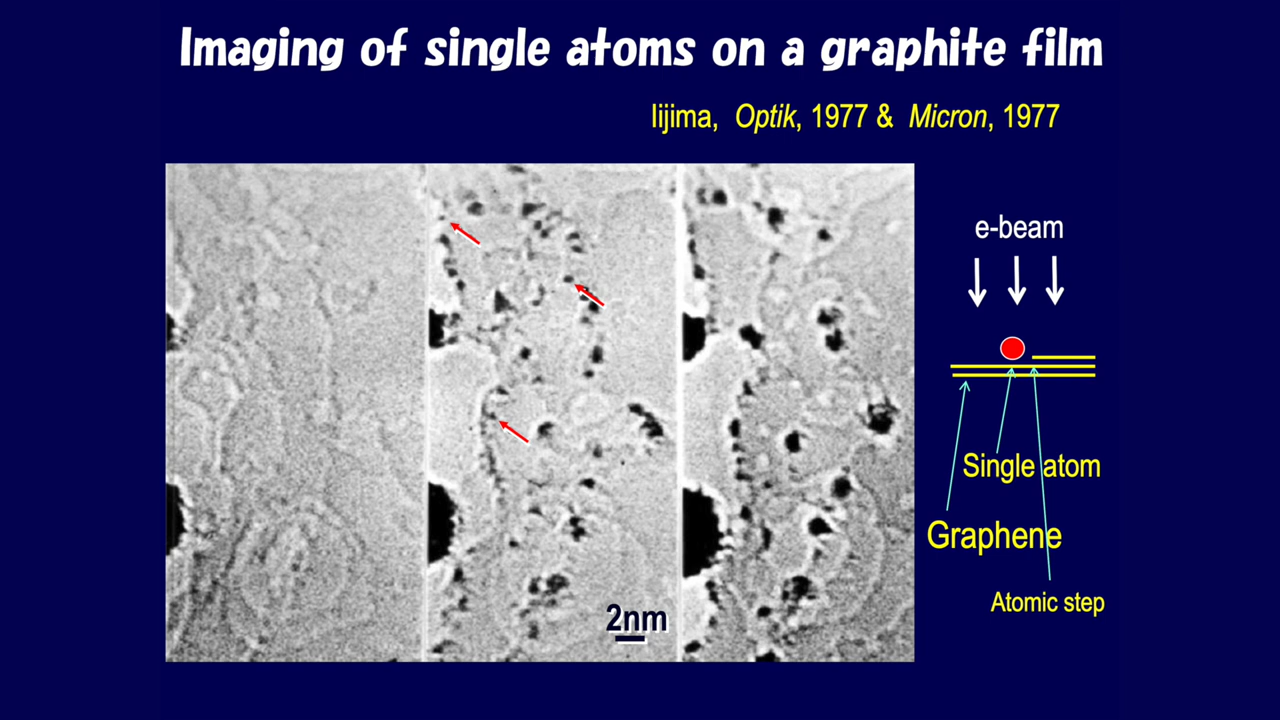 Imaging of single atoms on a graphite film
Iijima, Optik, 1977 & Micron, 1977
e-beam
Single atom
Graphene
Atomic step
2nm